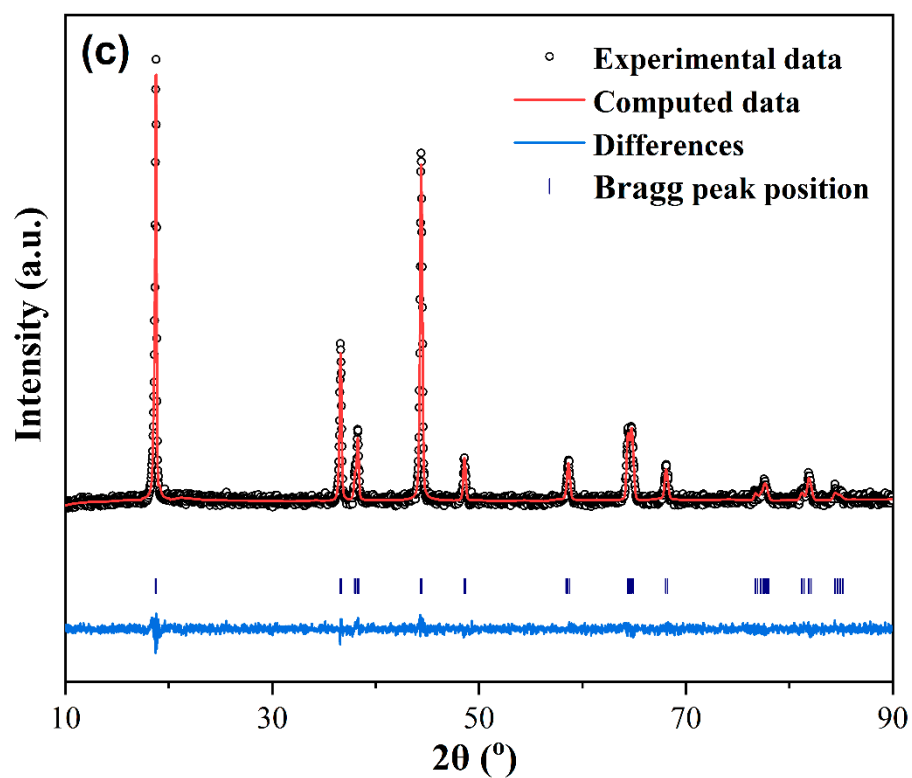 (c)
Experimental data
Computed data
Differences
Bragg peak position
Intensity (a.u.)
10 30 50 70 90
2θ (º)